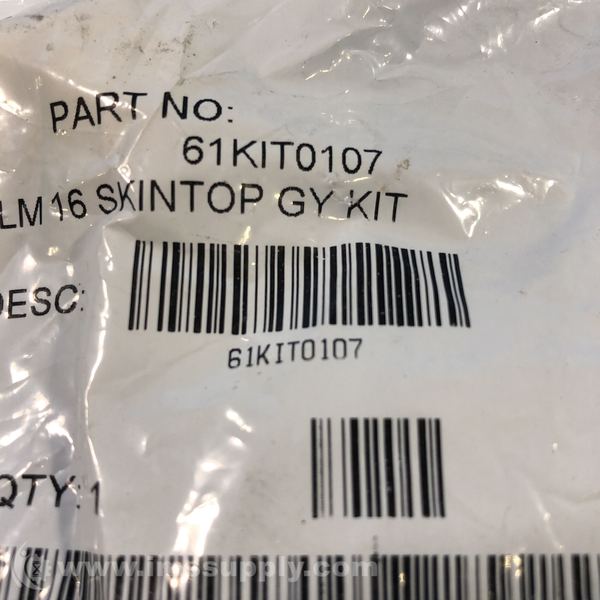 PART NO:
61KIT0107
LM 16 SKINTOP GY KIT
DESC:
61KIT0107
QTY: 1
www.imssupply.com